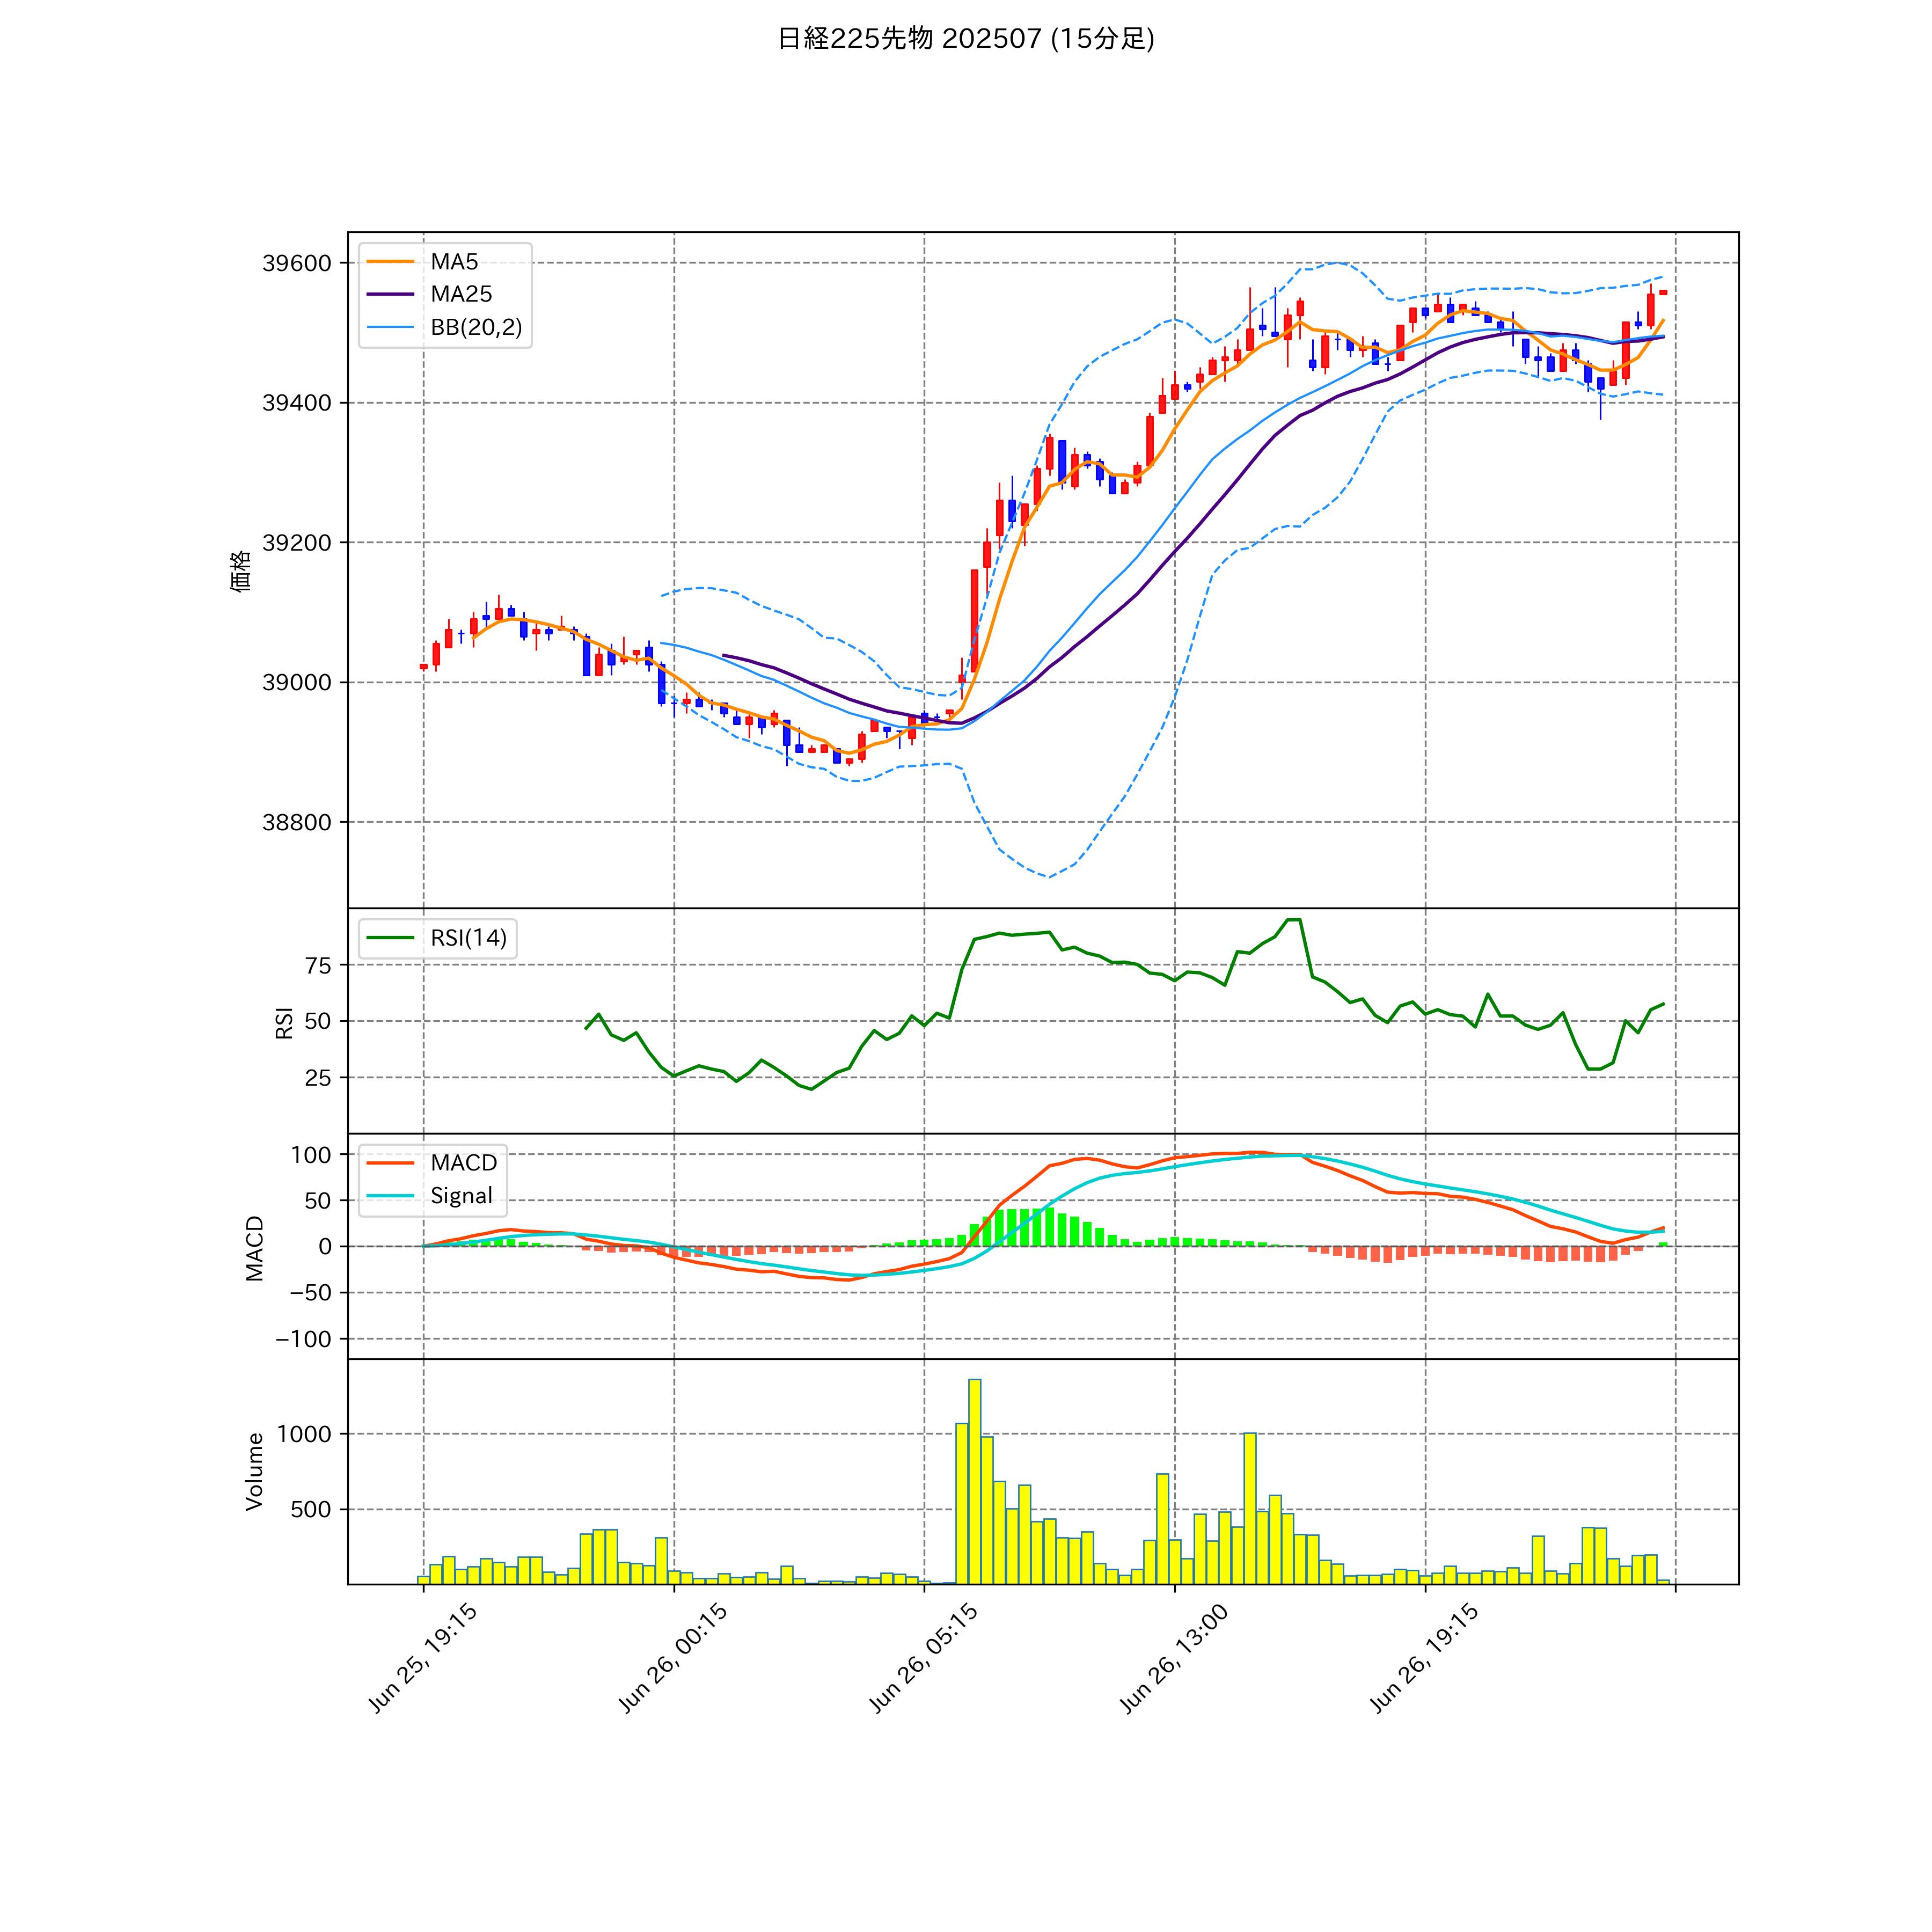 日経225先物 202507 (15分足)
MA5
MA25
BB(20,2)
39600
39400
39200
39000
38800
価格
RSI(14)
75
50
25
RSI
MACD
Signal
100
50
0
−50
−100
MACD
1000
500
Volume
Jun 25, 19:15
Jun 26, 00:15
Jun 26, 05:15
Jun 26, 13:00
Jun 26, 19:15